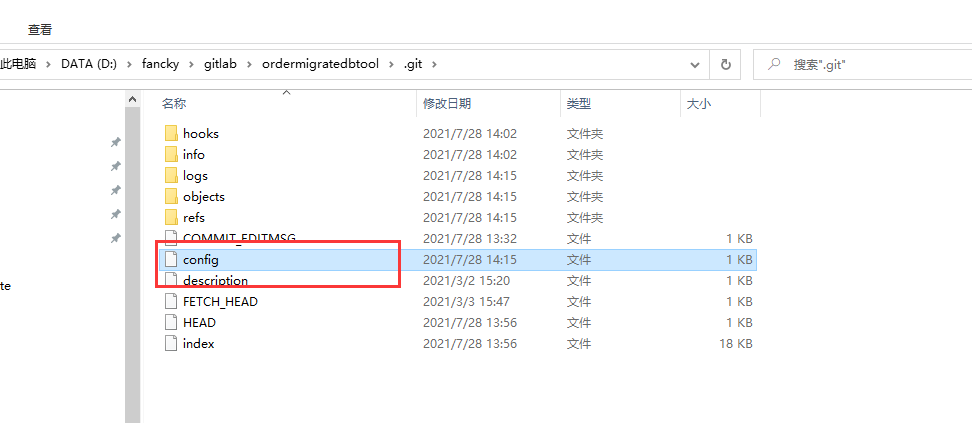 查看
此电脑 DATA (D:) fancky gitlab ordermigratedbtool .git 搜索".git"
名称 修改日期 类型 大小
hooks 2021/7/28 14:02 文件夹
info 2021/7/28 14:02 文件夹
logs 2021/7/28 14:15 文件夹
objects 2021/7/28 14:15 文件夹
refs 2021/7/28 14:15 文件夹
COMMIT_EDITMSG 2021/7/28 13:32 文件 1 KB
config 2021/7/28 14:15 文件 1 KB
description 2021/3/2 15:20 文件 1 KB
te
FETCH_HEAD 2021/3/3 15:47 文件 1 KB
HEAD 2021/7/28 13:56 文件 1 KB
index 2021/7/28 13:56 文件 18 KB